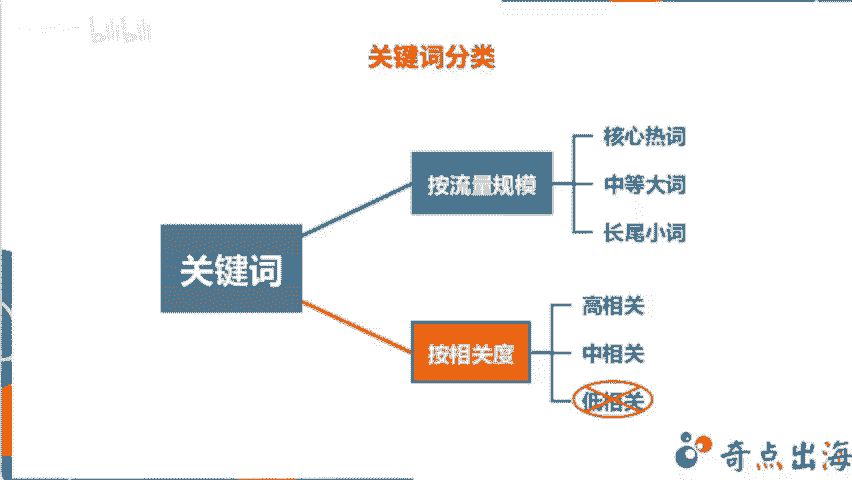 bilibili
关键词分类
关键词
按流量规模
核心热词
中等大词
长尾小词
按相关度
高相关
中相关
低相关
奇点出海